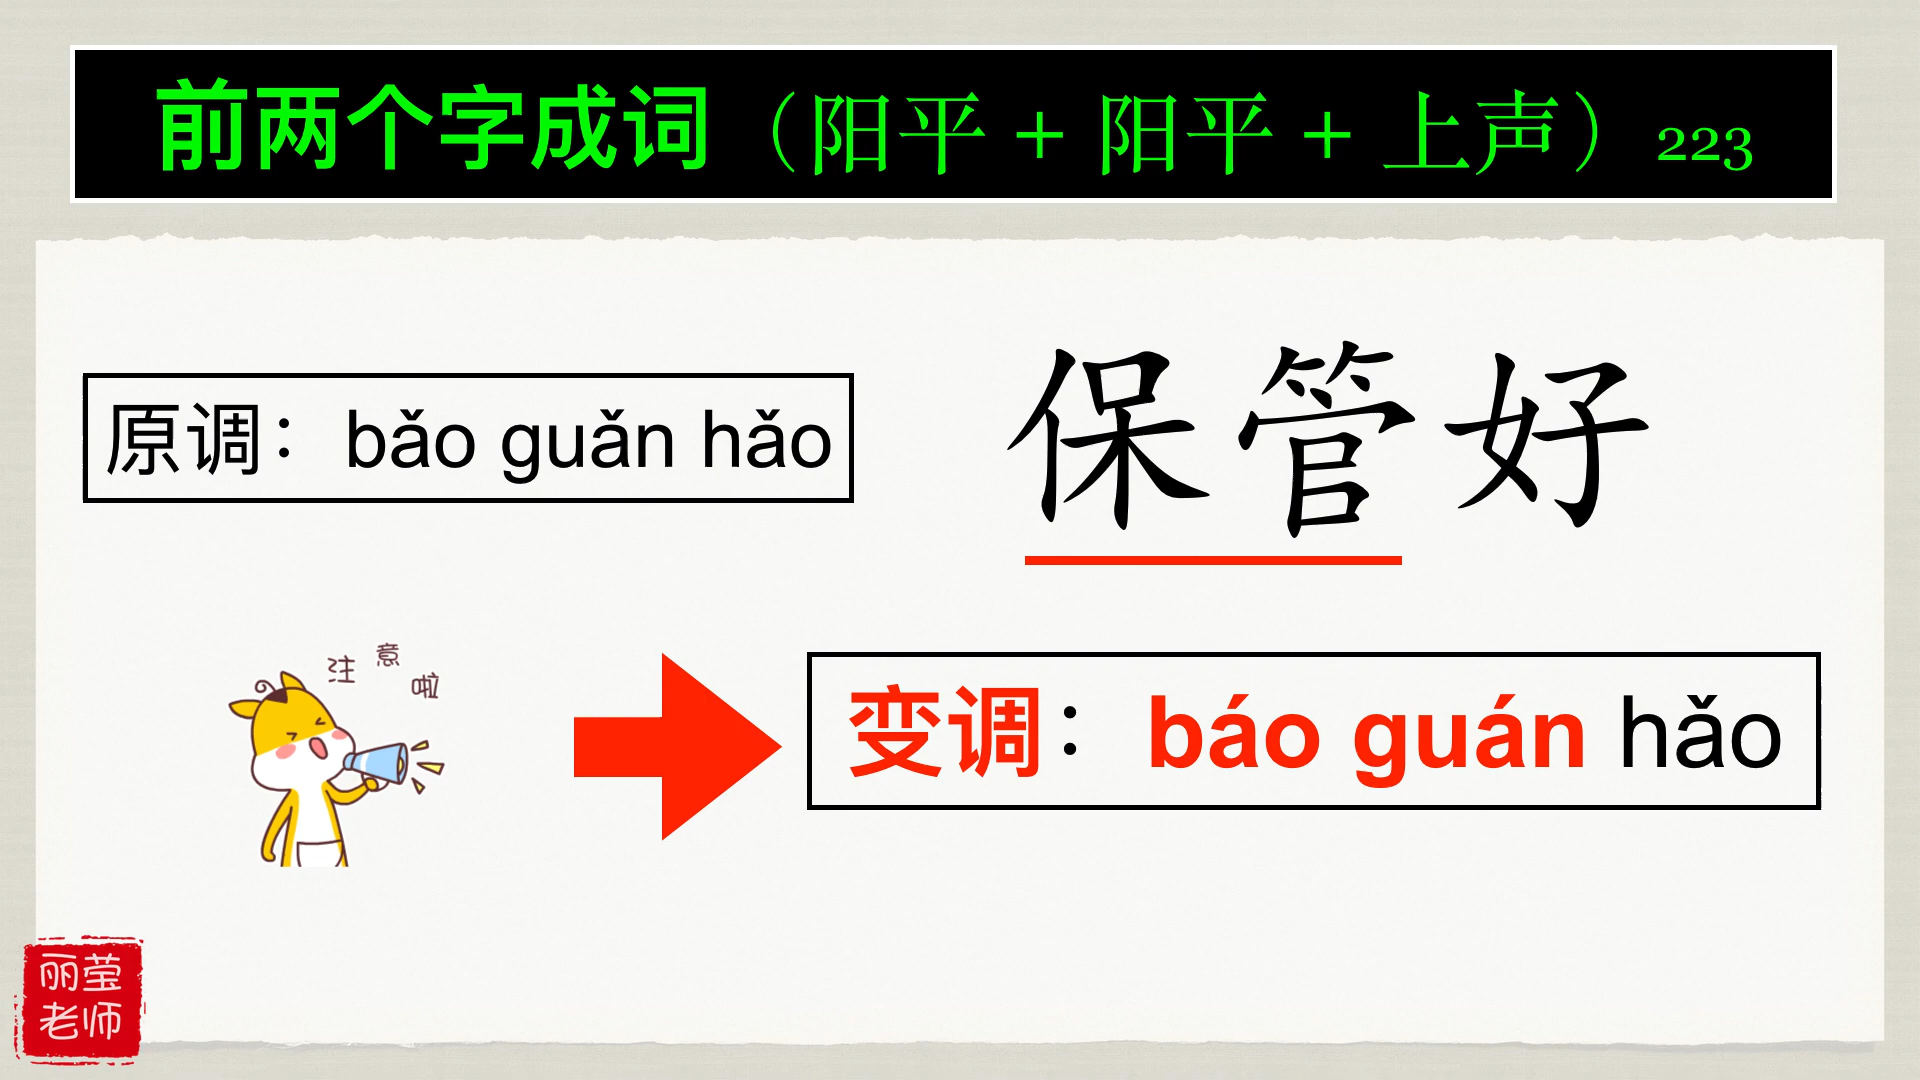 前两个字成词（阳平 + 阳平 + 上声）223
原调：bǎo guǎn hǎo
保管好
注意啦
变调：báo guán hǎo
丽莹
老师